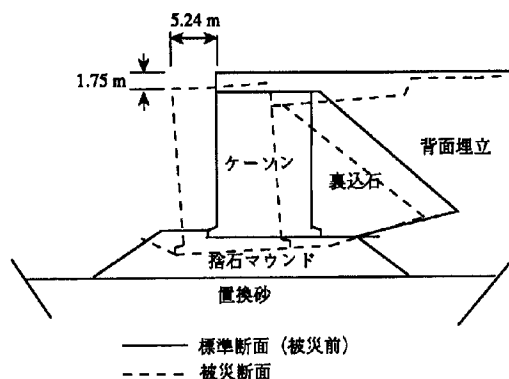 5.24 m
1.75 m
ケーソン
背面埋立
裏込石
捨石マウンド
置換砂
標準断面（被災前）
被災断面